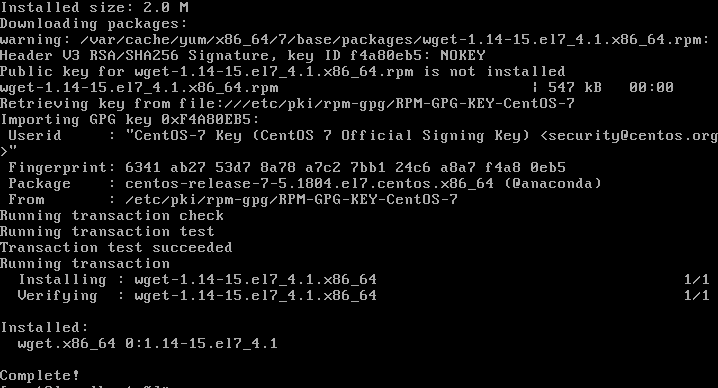 Installed size: 2.0 M
Downloading packages:
warning: /var/cache/yum/x86_64/7/base/packages/wget-1.14-15.el7_4.1.x86_64.rpm:
Header V3 RSA/SHA256 Signature, key ID f4a80eb5: NOKEY
Public key for wget-1.14-15.el7_4.1.x86_64.rpm is not installed
wget-1.14-15.el7_4.1.x86_64.rpm | 547 kB 00:00
Retrieving key from file:///etc/pki/rpm-gpg/RPM-GPG-KEY-CentOS-7
Importing GPG key 0xF4A80EB5:
Userid : "CentOS-7 Key (CentOS 7 Official Signing Key) <security@centos.org
>"
Fingerprint: 6341 ab27 53d7 8a78 a7c2 7bb1 24c6 a8a7 f4a8 0eb5
Package : centos-release-7-5.1804.el7.centos.x86_64 (@anaconda)
From : /etc/pki/rpm-gpg/RPM-GPG-KEY-CentOS-7
Running transaction check
Running transaction test
Transaction test succeeded
Running transaction
Installing : wget-1.14-15.el7_4.1.x86_64 1/1
Verifying : wget-1.14-15.el7_4.1.x86_64 1/1
Installed:
wget.x86_64 0:1.14-15.el7_4.1
Complete!